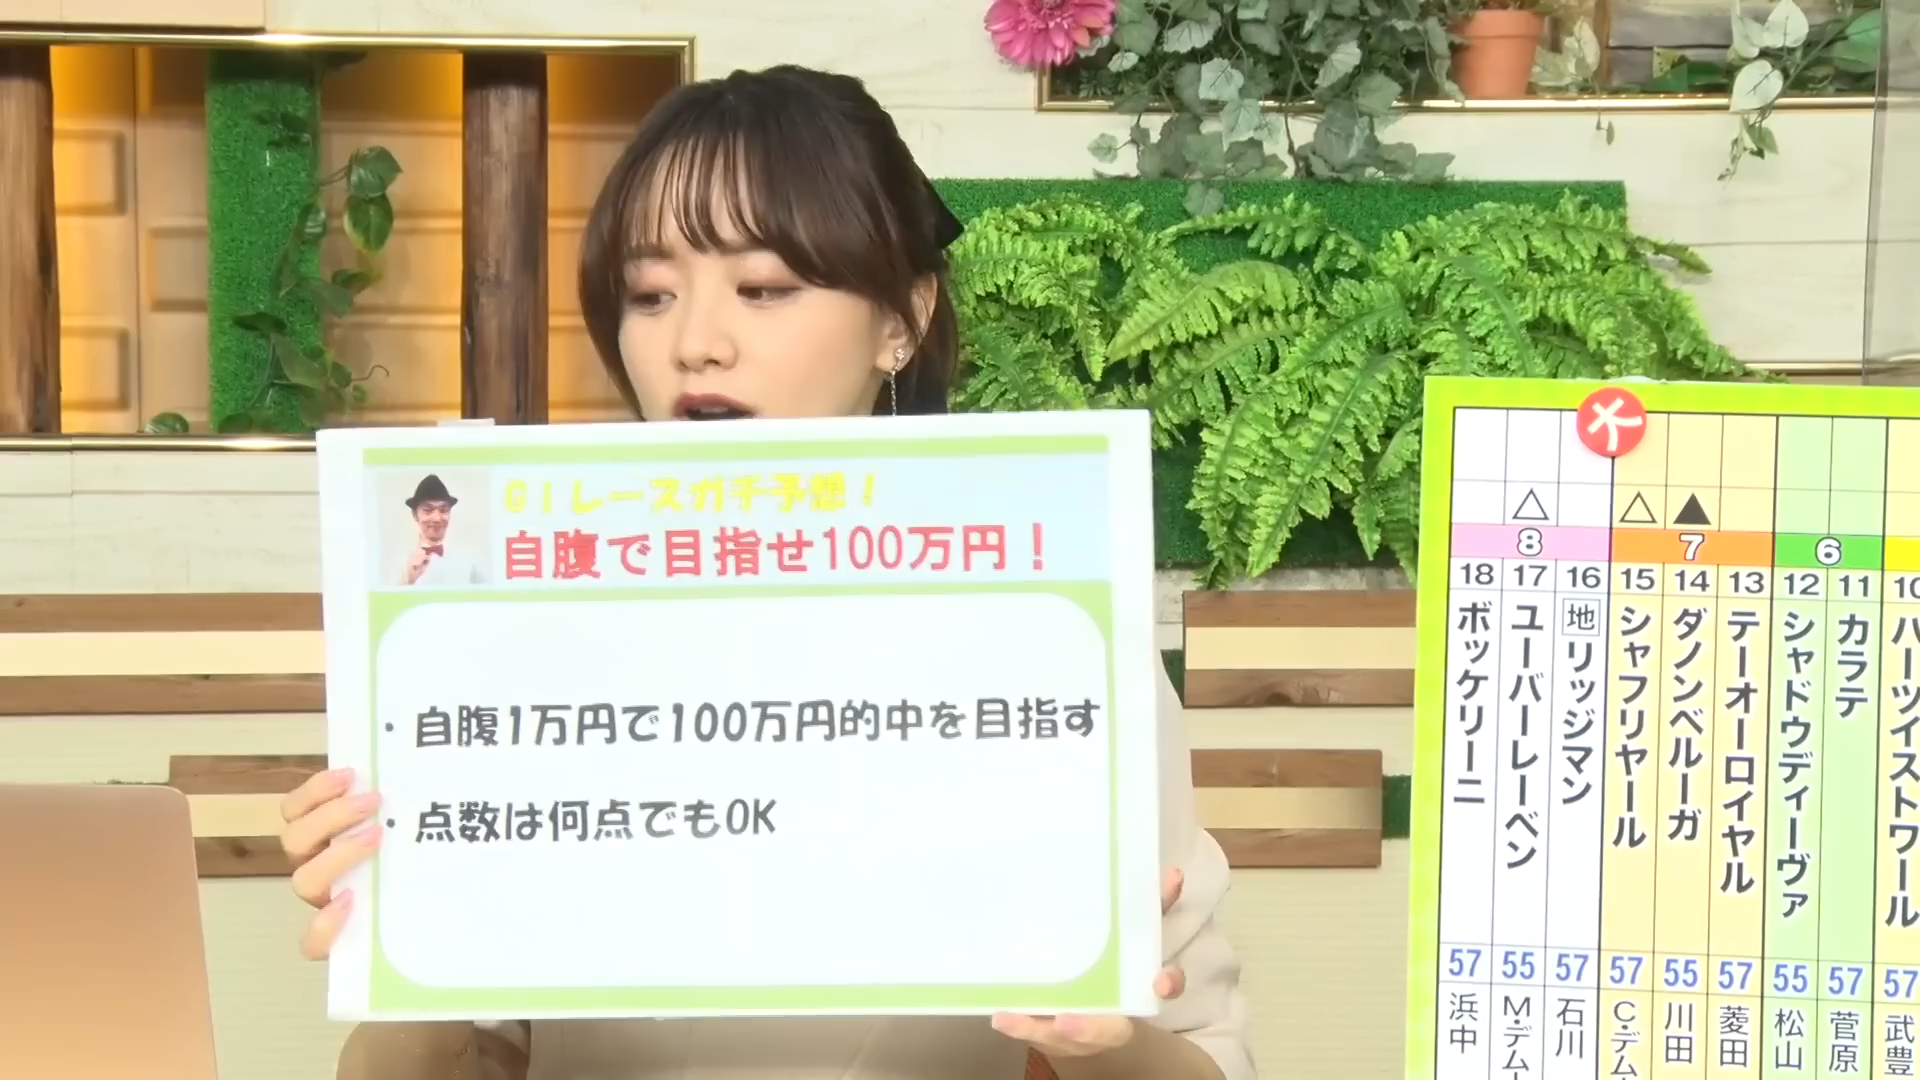 GIレースガチ予想！
自腹で目指せ100万円！
・自腹1万円で100万円的中を目指す
・点数は何点でもOK
△ △ ▲
8 7 6
18 17 16 15 14 13 12 11 10
ボッケリーニ
ユーバーレーベン
地 リッジマン
シャフリヤール
ダノンベルーガ
テーオーロイヤル
シャドウディーヴァ
カラテ
ハーツイストワール
57 55 57 57 55 57 55 57 57
浜中
M・デム
石川
C・デム
川田
菱田
松山
菅原
武豊